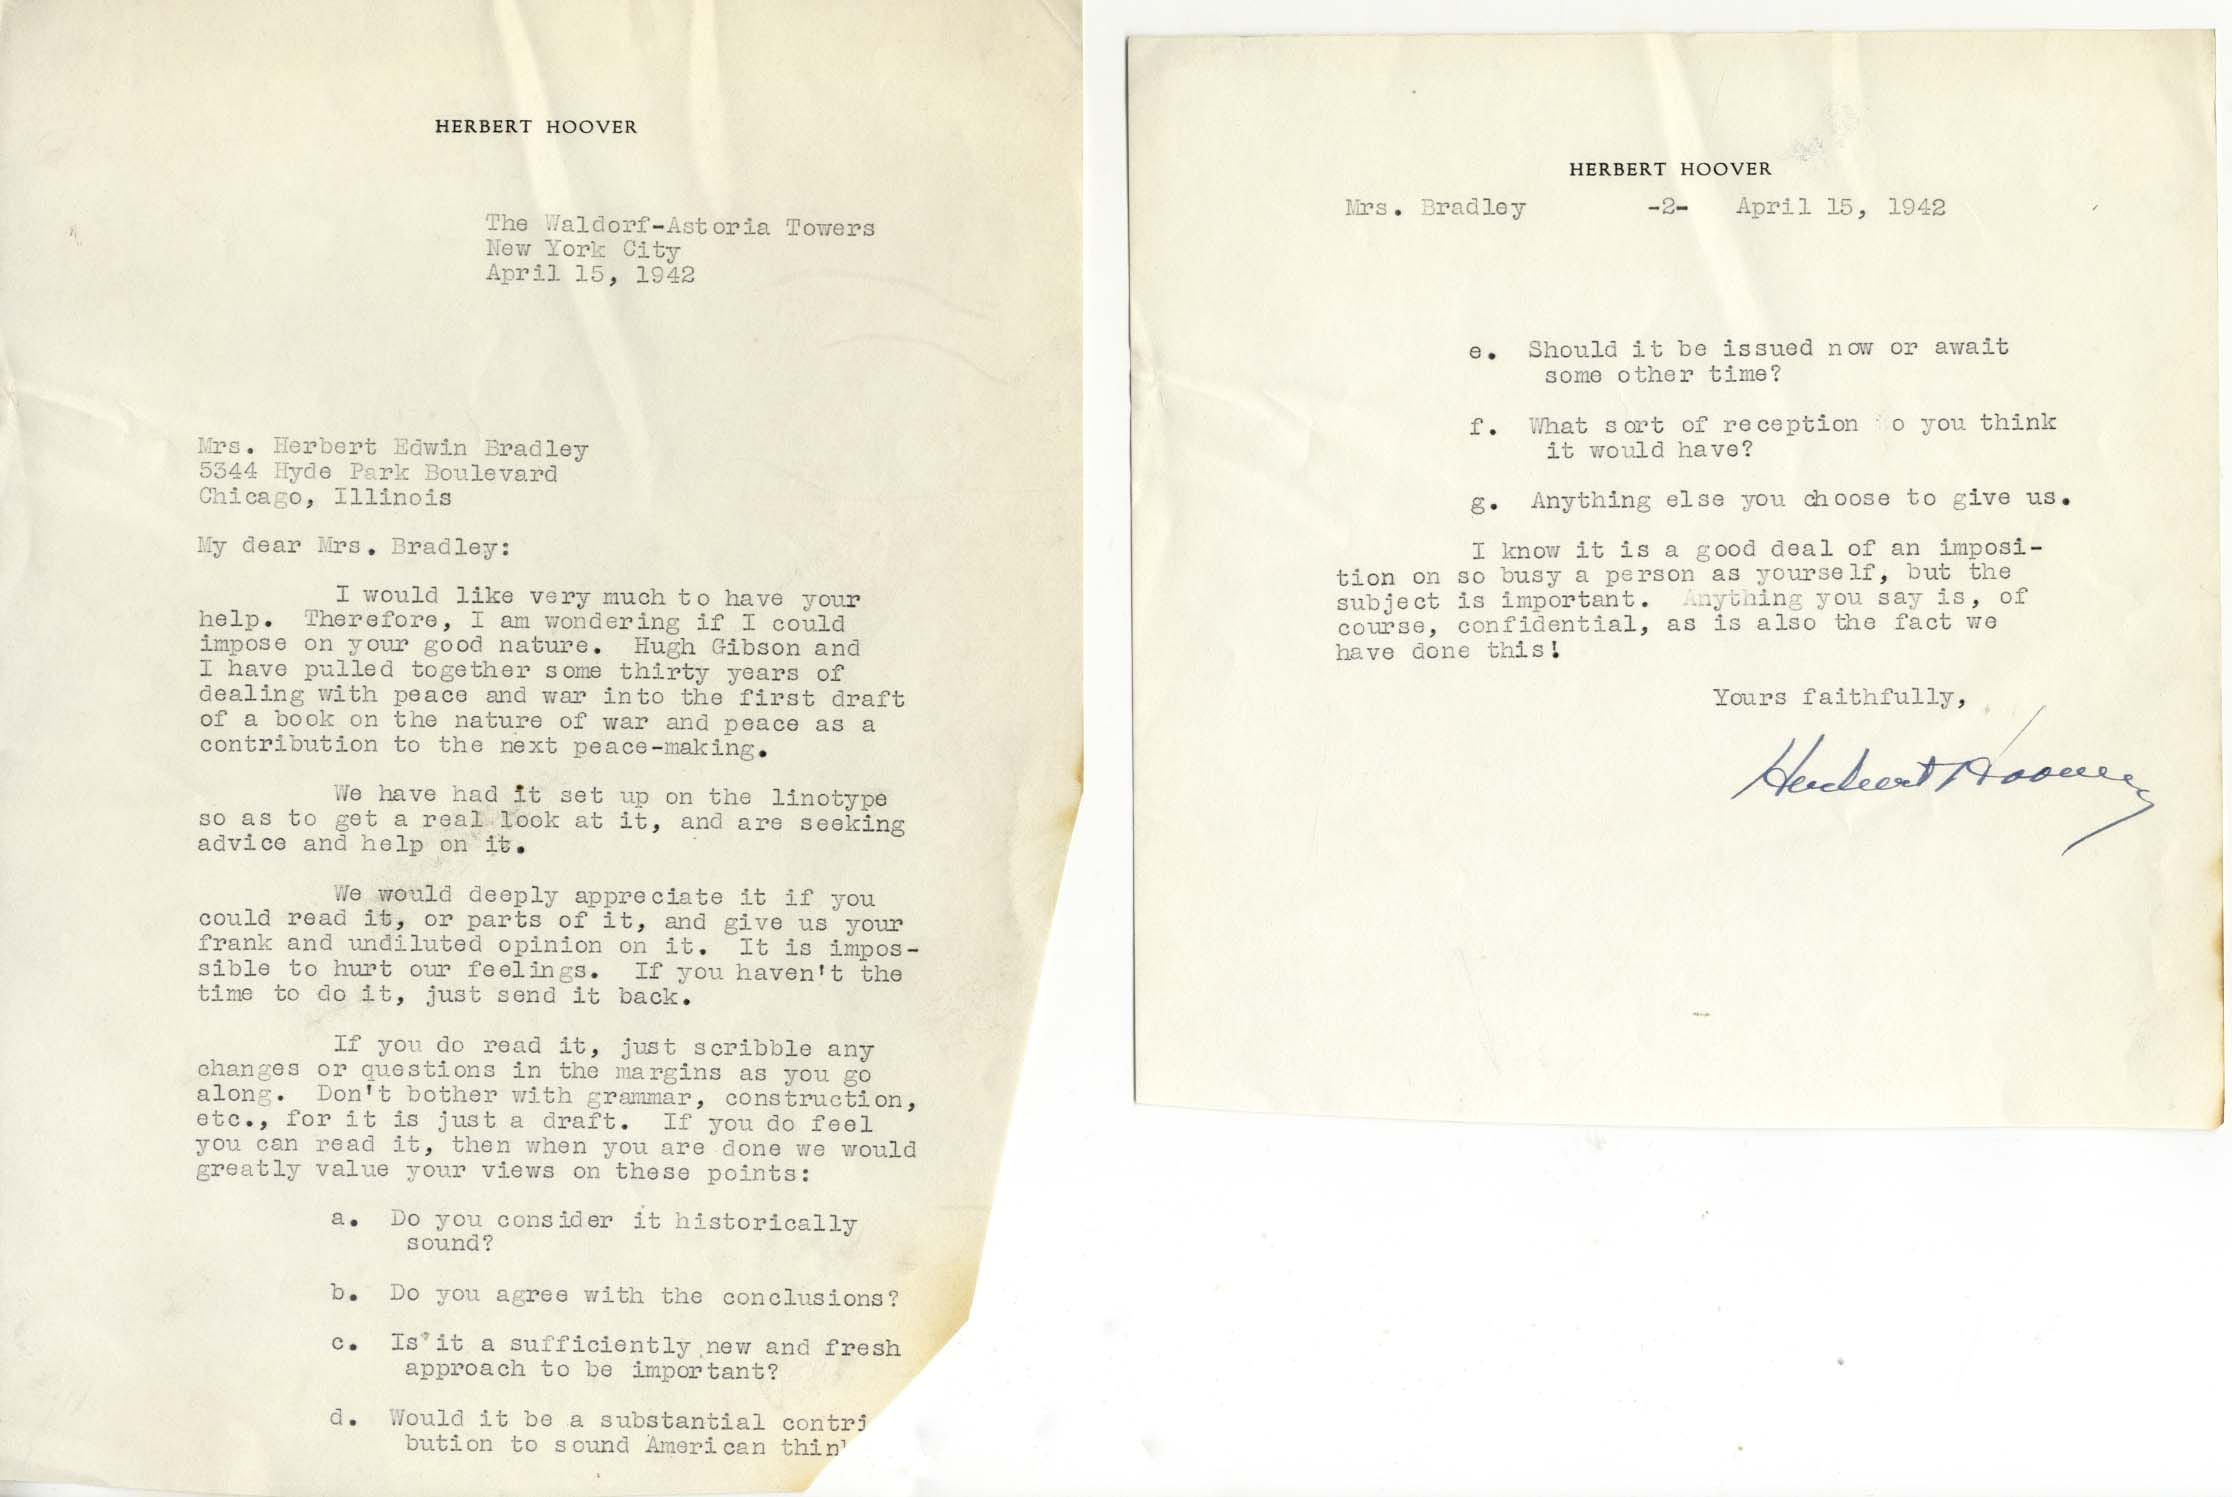 HERBERT HOOVER
The Waldorf-Astoria Towers
New York City
April 15, 1942
Mrs. Herbert Edwin Bradley
5344 Hyde Park Boulevard
Chicago, Illinois
My dear Mrs. Bradley:
I would like very much to have your
help. Therefore, I am wondering if I could
impose on your good nature. Hugh Gibson and
I have pulled together some thirty years of
dealing with peace and war into the first draft
of a book on the nature of war and peace as a
contribution to the next peace-making.
We have had it set up on the linotype
so as to get a real look at it, and are seeking
advice and help on it.
We would deeply appreciate it if you
could read it, or parts of it, and give us your
frank and undiluted opinion on it. It is impos-
sible to hurt our feelings. If you haven't the
time to do it, just send it back.
If you do read it, just scribble any
changes or questions in the margins as you go
along. Don't bother with grammar, construction,
etc., for it is just a draft. If you do feel
you can read it, then when you are done we would
greatly value your views on these points:
a. Do you consider it historically
sound?
b. Do you agree with the conclusions?
c. Is it a sufficiently new and fresh
approach to be important?
d. Would it be a substantial contri
bution to sound American thin
HERBERT HOOVER
Mrs. Bradley -2- April 15, 1942
e. Should it be issued now or await
some other time?
f. What sort of reception o you think
it would have?
g. Anything else you choose to give us.
I know it is a good deal of an imposi-
tion on so busy a person as yourself, but the
subject is important. Anything you say is, of
course, confidential, as is also the fact we
have done this!
Yours faithfully,
Herbert Hoover